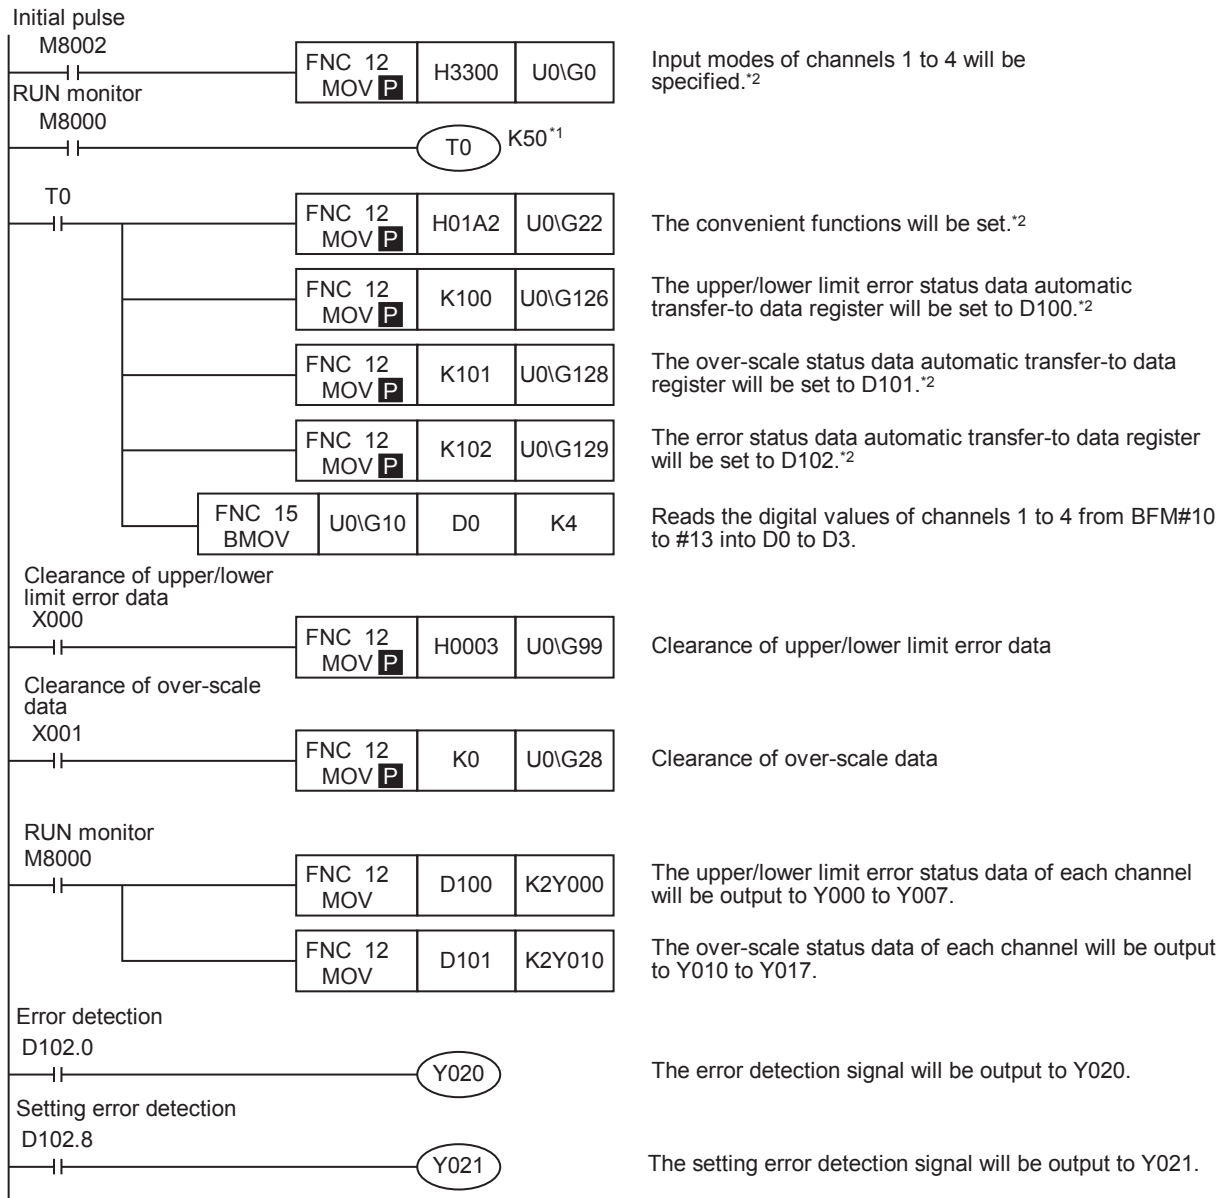 Initial pulse
M8002
FNC 12
MOV P
H3300
U0\G0
Input modes of channels 1 to 4 will be
specified.*2
RUN monitor
M8000
T0
K50*1
T0
FNC 12
MOV P
H01A2
U0\G22
The convenient functions will be set.*2
FNC 12
MOV P
K100
U0\G126
The upper/lower limit error status data automatic
transfer-to data register will be set to D100.*2
FNC 12
MOV P
K101
U0\G128
The over-scale status data automatic transfer-to data
register will be set to D101.*2
FNC 12
MOV P
K102
U0\G129
The error status data automatic transfer-to data register
will be set to D102.*2
FNC 15
BMOV
U0\G10
D0
K4
Reads the digital values of channels 1 to 4 from BFM#10
to #13 into D0 to D3.
Clearance of upper/lower
limit error data
X000
FNC 12
MOV P
H0003
U0\G99
Clearance of upper/lower limit error data
Clearance of over-scale
data
X001
FNC 12
MOV P
K0
U0\G28
Clearance of over-scale data
RUN monitor
M8000
FNC 12
MOV
D100
K2Y000
The upper/lower limit error status data of each channel
will be output to Y000 to Y007.
FNC 12
MOV
D101
K2Y010
The over-scale status data of each channel will be output
to Y010 to Y017.
Error detection
D102.0
Y020
The error detection signal will be output to Y020.
Setting error detection
D102.8
Y021
The setting error detection signal will be output to Y021.